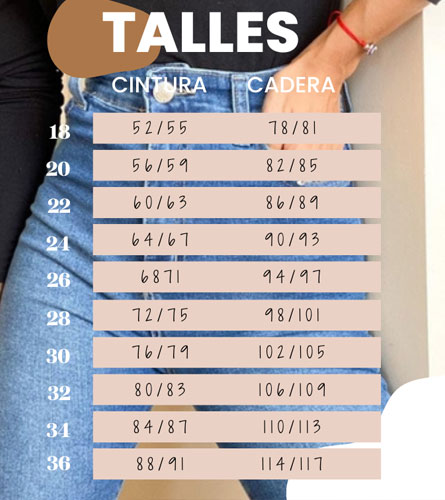 TALLES
CINTURA CADERA
18 52/55 78/81
20 56/59 82/85
22 60/63 86/89
24 64/67 90/93
26 6871 94/97
28 72/75 98/101
30 76/79 102/105
32 80/83 106/109
34 84/87 110/113
36 88/91 114/117